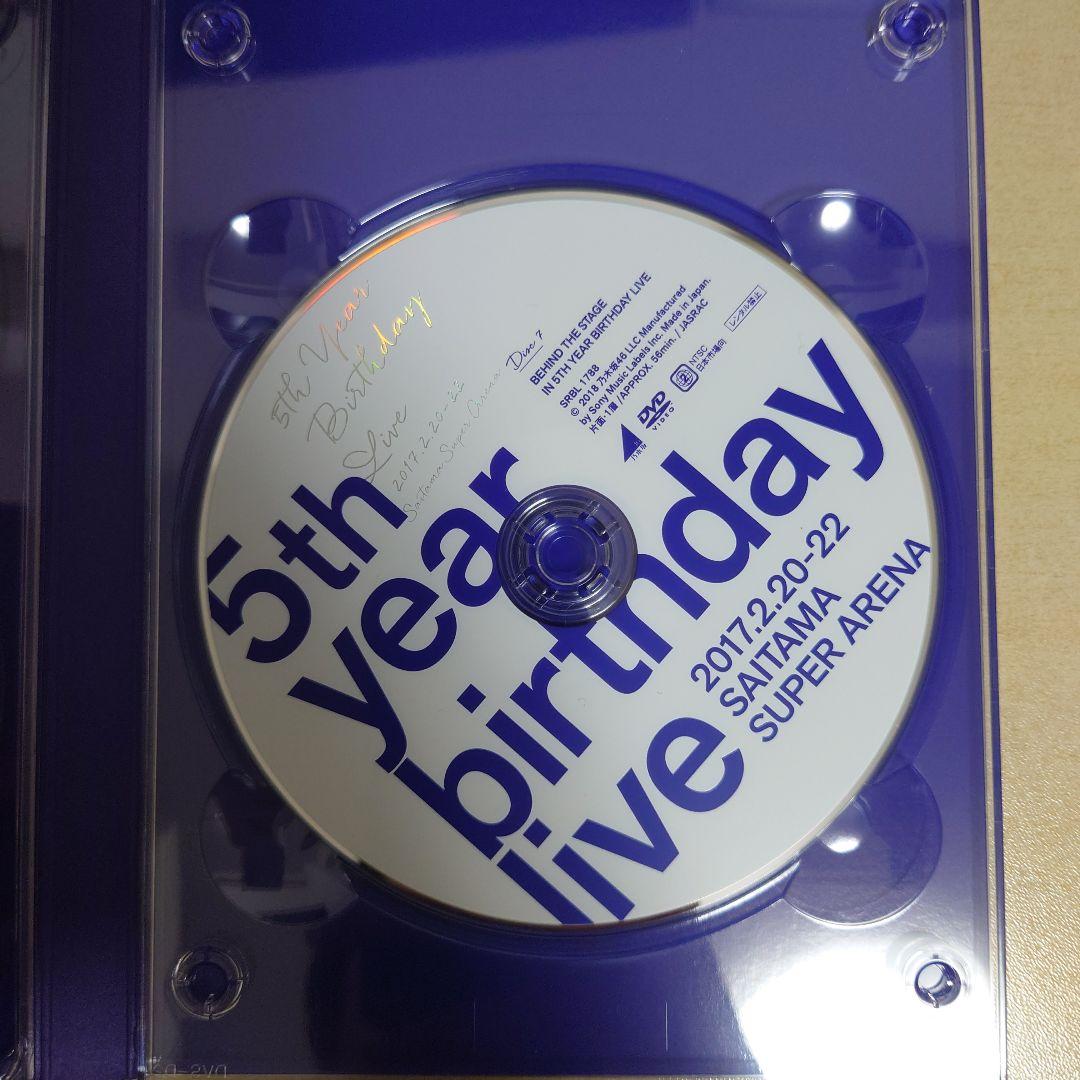 5th Year
Birthday
Live
2017.2.20-22
Saitama Super Arena
Disc 7
BEHIND THE STAGE
IN 5TH YEAR BIRTHDAY LIVE
SRBL 1788
© 2018 乃木坂46 LLC Manufactured
by Sony Music Labels Inc. Made in Japan.
片面・1層 /APPROX. 56min. / JASRAC
乃木坂46
DVD
VIDEO
2
NTSC
日本市場向
レンタル禁止
5th
year
birthday
live
2017.2.20-22
SAITAMA
SUPER ARENA